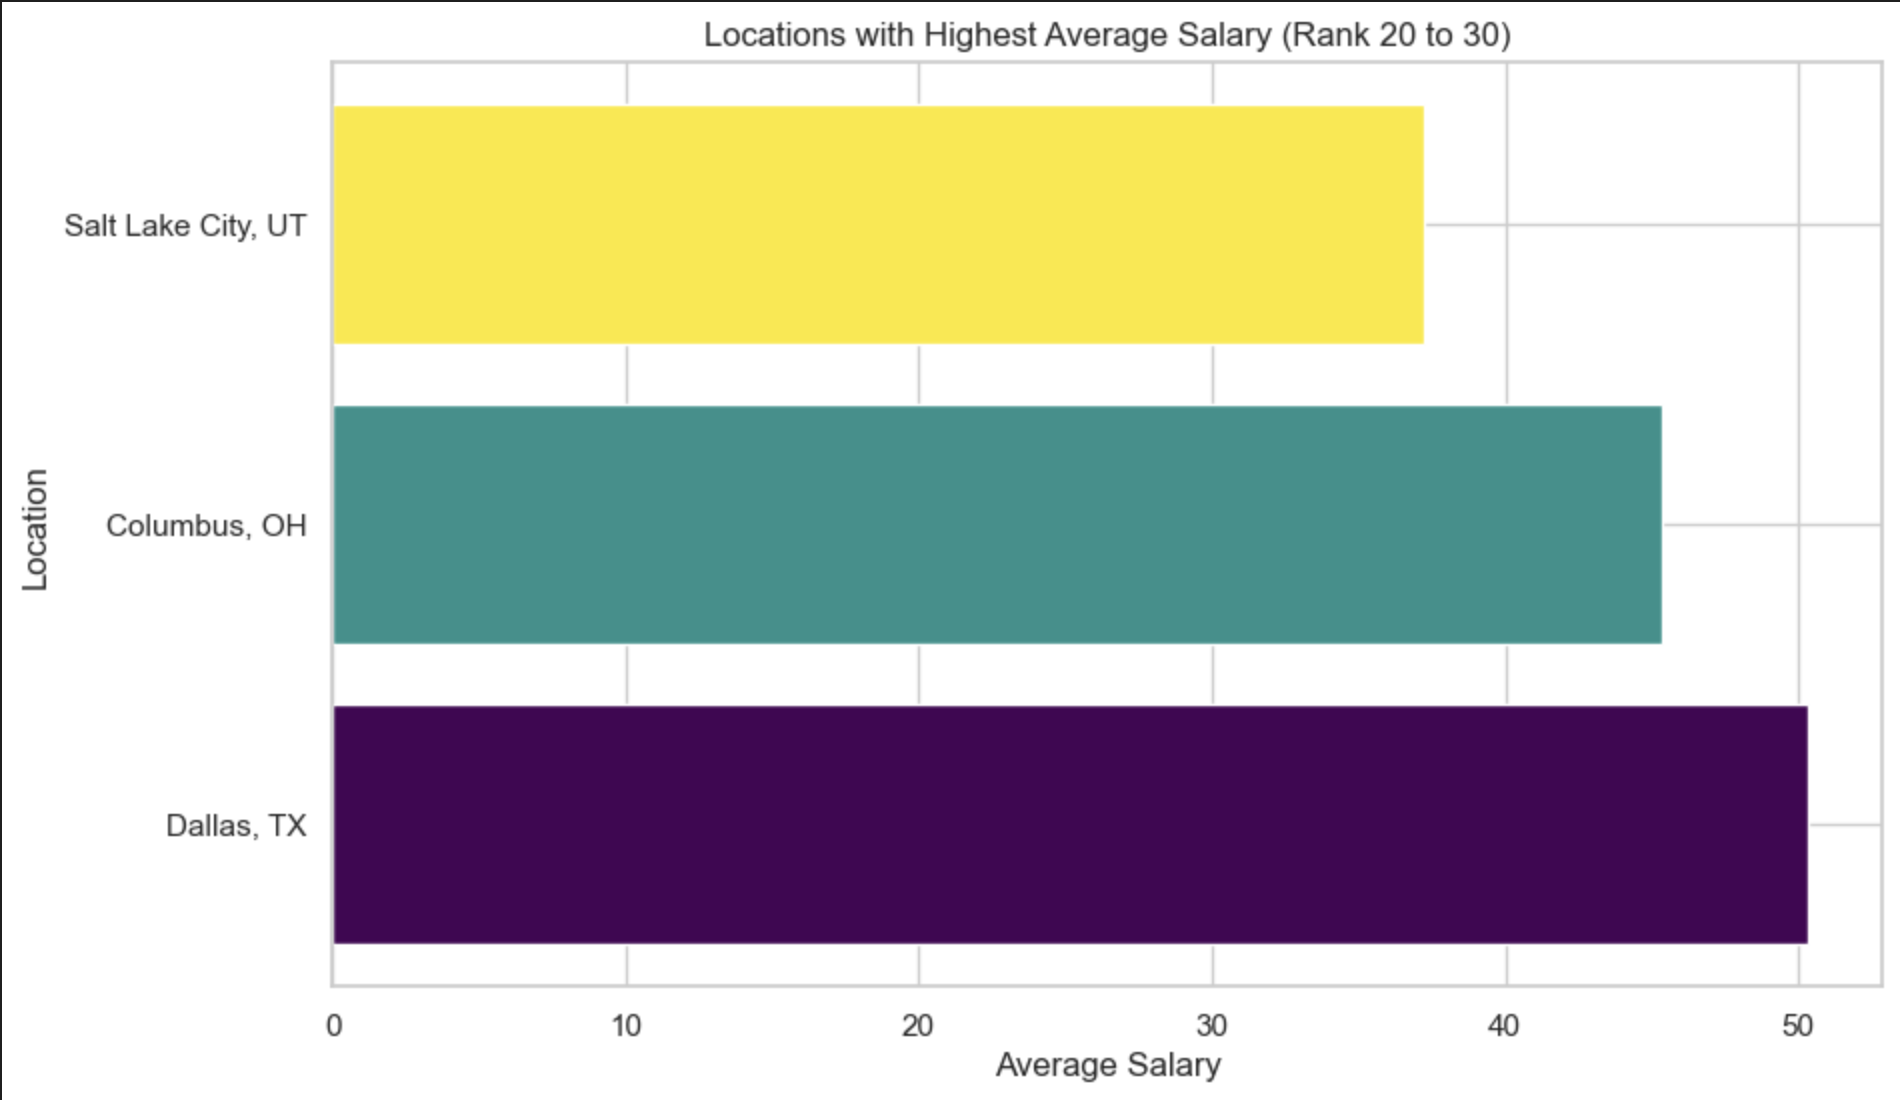 Locations with Highest Average Salary (Rank 20 to 30)
Salt Lake City, UT
Columbus, OH
Dallas, TX
Location
0 10 20 30 40 50
Average Salary